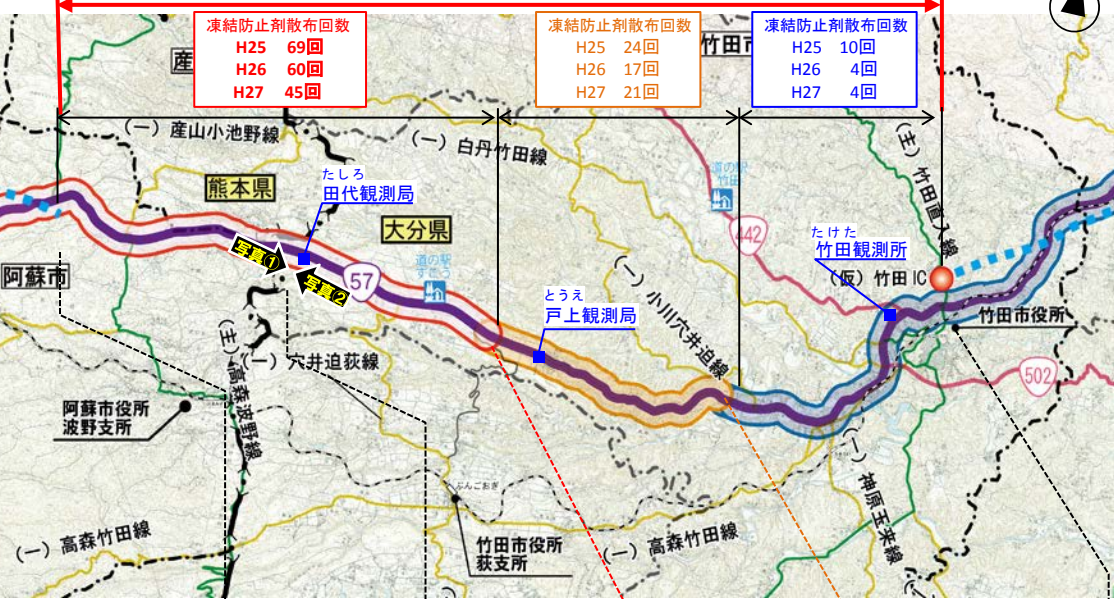 凍結防止剤散布回数
H25 69回
H26 60回
H27 45回
凍結防止剤散布回数
H25 24回
H26 17回
H27 21回
凍結防止剤散布回数
H25 10回
H26 4回
H27 4回
産
竹田市
(一)産山小池野線
(一)白丹竹田線
(主)竹田直入線
熊本県
たしろ
田代観測局
大分県
道の駅
竹田
442
たけた
竹田観測所
(仮)竹田IC
阿蘇市
写真①
写真②
57
道の駅
すごう
とうえ
戸上観測局
(一)小川穴井迫線
竹田市役所
502
(一)穴井迫荻線
(主)高森波野線
阿蘇市役所
波野支所
ぶんごおぎ
(一)神原玉来線
(一)高森竹田線
竹田市役所
荻支所
(一)高森竹田線